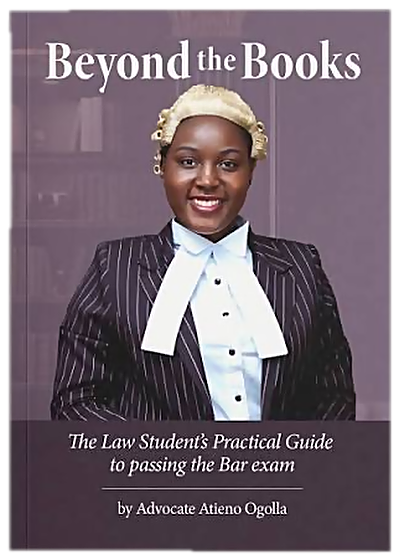 Beyond the Books
The Law Student's Practical Guide
to passing the Bar exam
by Advocate Atieno Ogolla